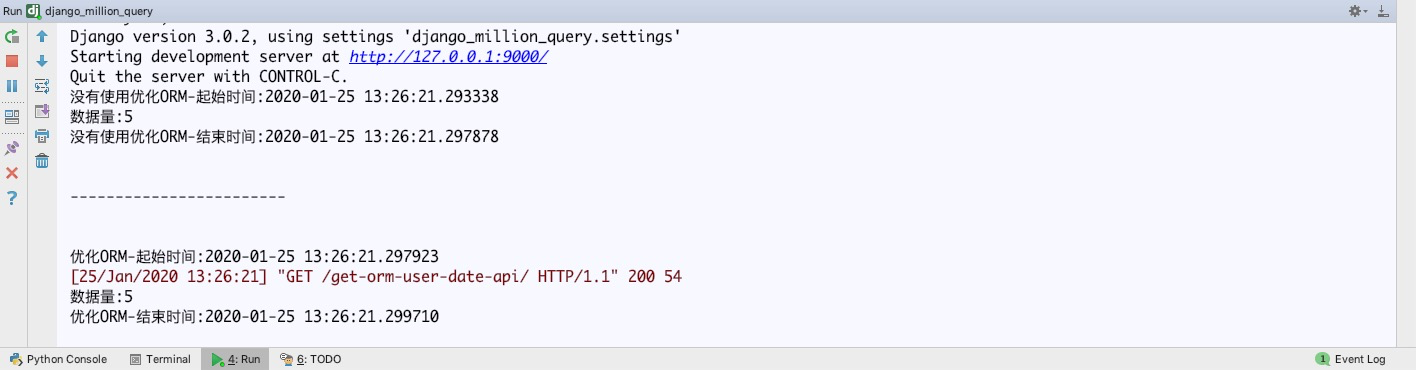 Run django_million_query
Django version 3.0.2, using settings 'django_million_query.settings'
Starting development server at http://127.0.0.1:9000/
Quit the server with CONTROL-C.
没有使用优化ORM-起始时间:2020-01-25 13:26:21.293338
数据量:5
没有使用优化ORM-结束时间:2020-01-25 13:26:21.297878
------------------------
优化ORM-起始时间:2020-01-25 13:26:21.297923
[25/Jan/2020 13:26:21] "GET /get-orm-user-date-api/ HTTP/1.1" 200 54
数据量:5
优化ORM-结束时间:2020-01-25 13:26:21.299710
Python Console Terminal 4: Run 6: TODO 1 Event Log